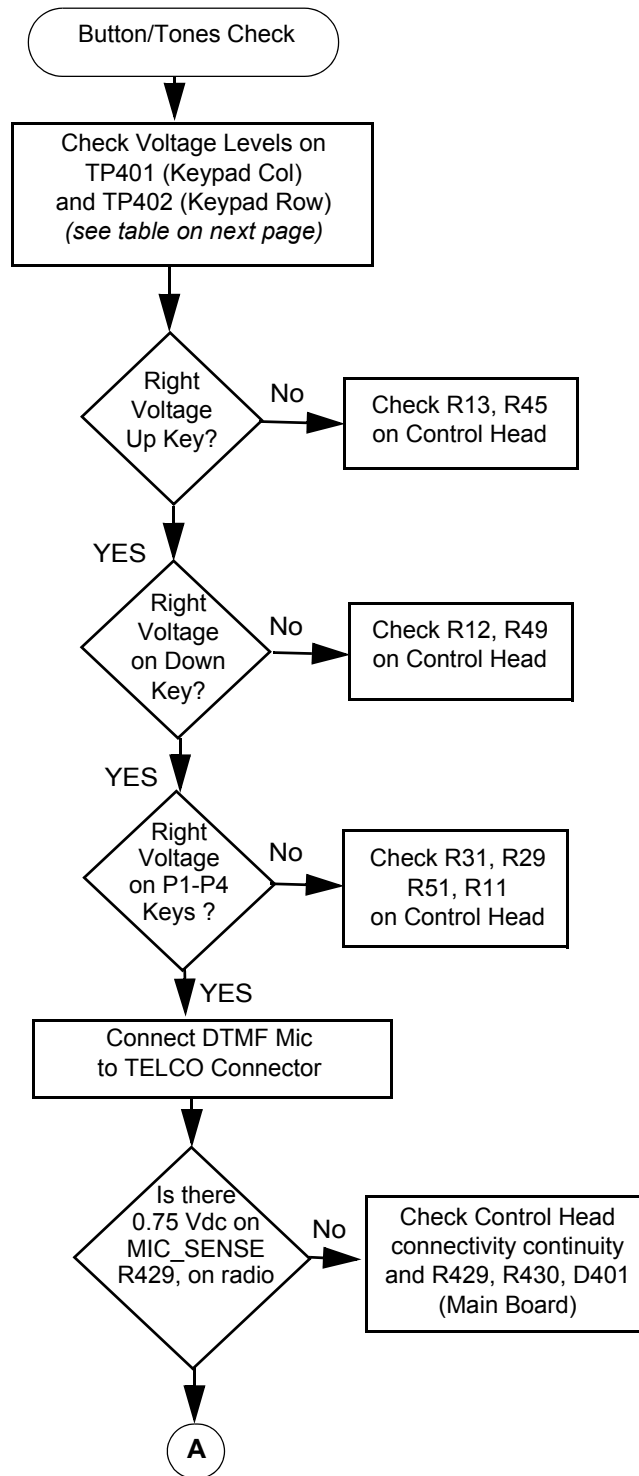 Button/Tones Check
Check Voltage Levels on
TP401 (Keypad Col)
and TP402 (Keypad Row)
(see table on next page)
Right
Voltage
Up Key?
No
Check R13, R45
on Control Head
YES
Right
Voltage
on Down
Key?
No
Check R12, R49
on Control Head
YES
Right
Voltage
on P1-P4
Keys ?
No
Check R31, R29
R51, R11
on Control Head
YES
Connect DTMF Mic
to TELCO Connector
Is there
0.75 Vdc on
MIC_SENSE
R429, on radio
No
Check Control Head
connectivity continuity
and R429, R430, D401
(Main Board)
A